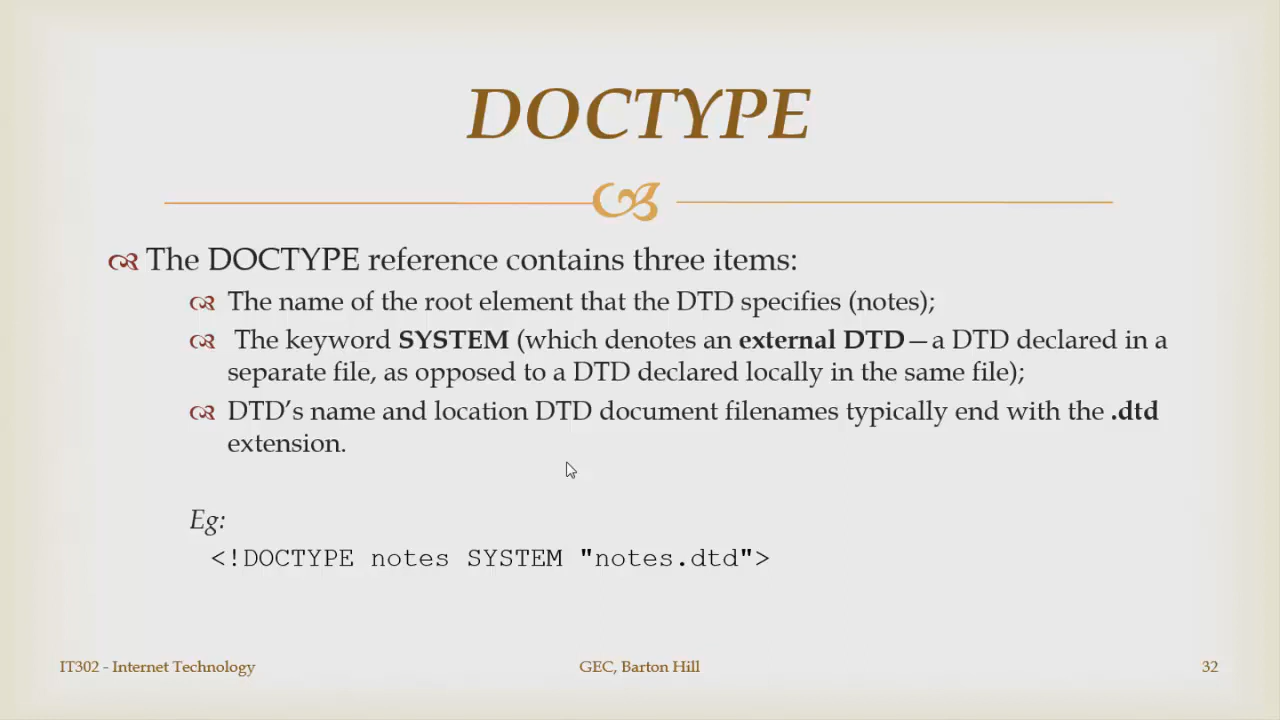 DOCTYPE
The DOCTYPE reference contains three items:
The name of the root element that the DTD specifies (notes);
The keyword SYSTEM (which denotes an external DTD—a DTD declared in a
separate file, as opposed to a DTD declared locally in the same file);
DTD’s name and location DTD document filenames typically end with the .dtd
extension.
Eg:
<!DOCTYPE notes SYSTEM "notes.dtd">
IT302 - Internet Technology
GEC, Barton Hill
32